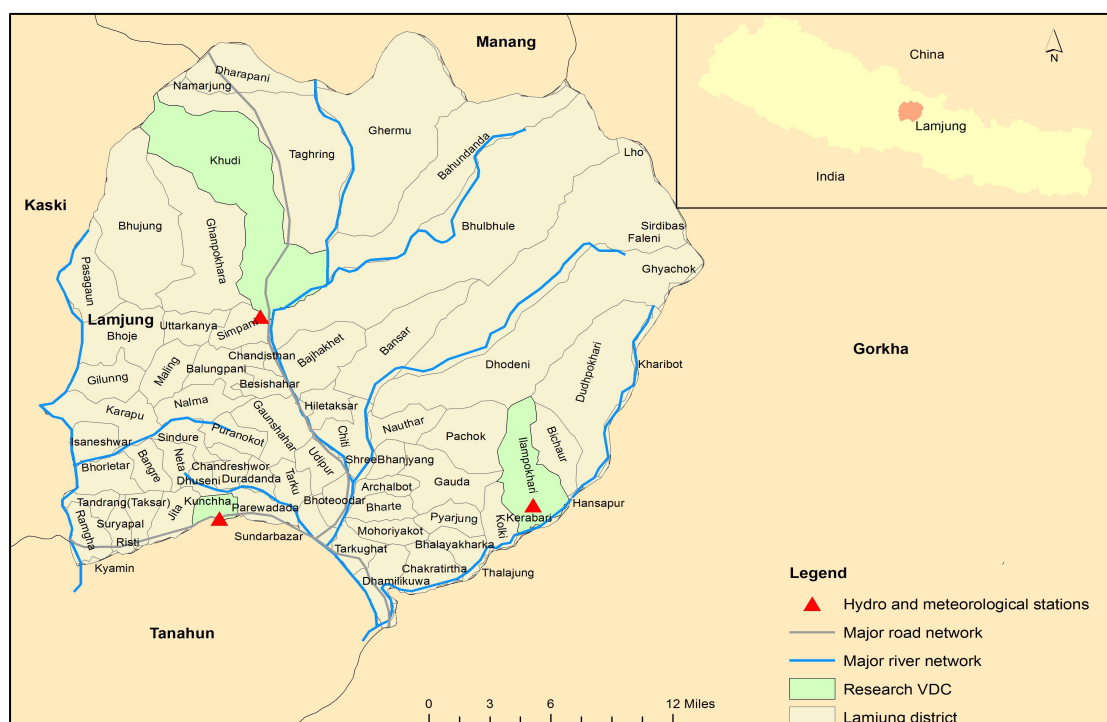 Manang
China
N
Dharapani
Namarjung
Lamjung
Ghermu
Khudi
Taghring
Bahundanda
Lho
India
Kaski
Bhujung
Ghanpokhara
Bhulbhule
Sirdibas
Faleni
Pasagaun
Ghyachok
Lamjung
Uttarkanya
Simpani
Bhoje
Bansar
Gorkha
Chandisthan
Bajhakhet
Maling
Balungpani
Dhodeni
Dudhpokhari
Kharibot
Gilunng
Besishahar
Nalma
Hiletaksar
Karapu
Gaunshahar
Nauthar
Puranokot
Chiti
Pachok
Ilampokhari
Bichaur
Isaneshwar
Sindure
Udipur
ShreeBhanjyang
Bhorletar
Bangre
Neta
Chandreshwor
Dhuseni
Duradanda
Tarku
Archalbot
Gauda
Tandrang(Taksar)
Jita
Kunchha
Parewadada
Bhoteodar
Bharte
Hansapur
Ramgha
Suryapal
Pyarjung
Kolki
Kerabari
Risti
Sundarbazar
Mohoriyakot
Tarkughat
Bhalayakharka
Kyamin
Chakratirtha
Thalajung
Dhamilikuwa
Tanahun
Legend
Hydro and meteorological stations
Major road network
Major river network
Research VDC
Lamjung district
0 3 6 12 Miles